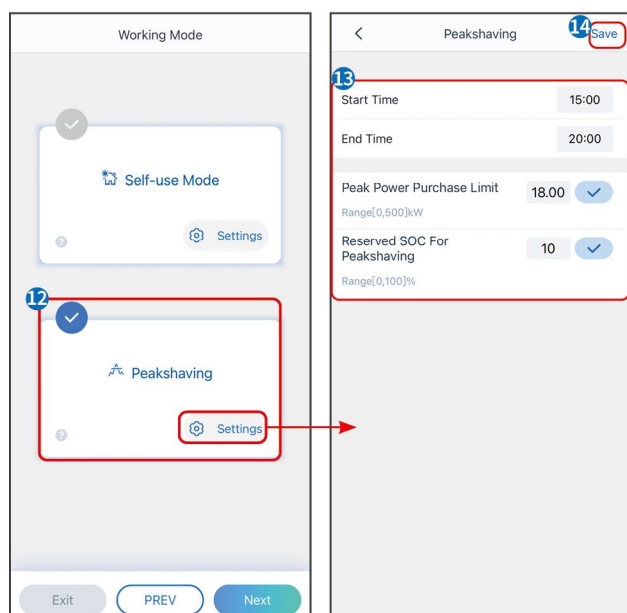 Working Mode
Self-use Mode
Settings
12
Peakshaving
Settings
Exit
PREV
Next
Peakshaving
14
Save
13
Start Time
15:00
End Time
20:00
Peak Power Purchase Limit
18.00
Range[0,500]kW
Reserved SOC For
Peakshaving
10
Range[0,100]%